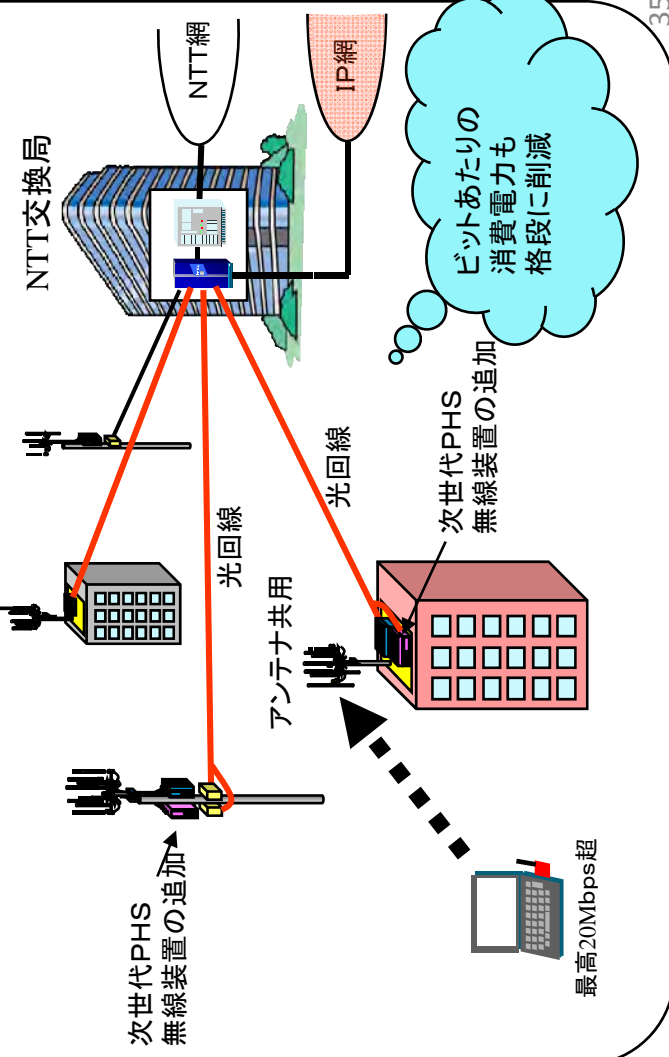 次世代PHS
無線装置の追加
NTT交換局
NTT網
IP網
光回線
アンテナ共用
光回線
次世代PHS
無線装置の追加
最高20Mbps超
ビットあたりの
消費電力も
格段に削減
35